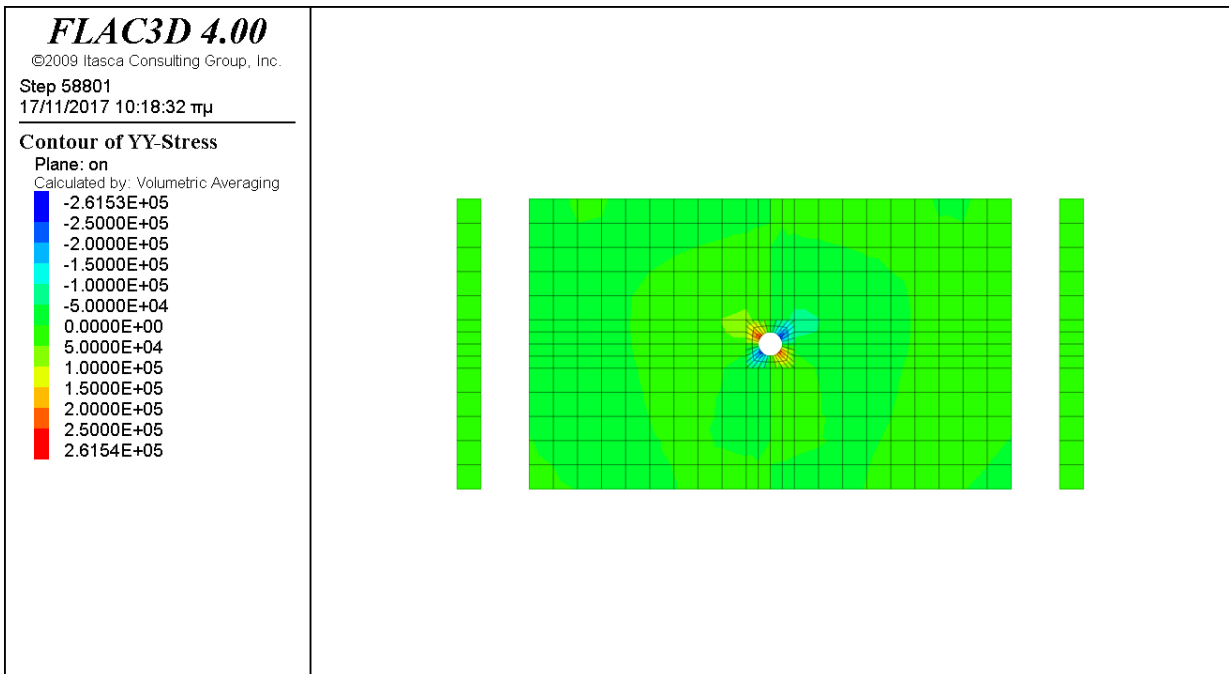 FLAC3D 4.00
©2009 Itasca Consulting Group, Inc.
Step 58801
17/11/2017 10:18:32 πμ
Contour of YY-Stress
Plane: on
Calculated by: Volumetric Averaging
-2.6153E+05
-2.5000E+05
-2.0000E+05
-1.5000E+05
-1.0000E+05
-5.0000E+04
0.0000E+00
5.0000E+04
1.0000E+05
1.5000E+05
2.0000E+05
2.5000E+05
2.6154E+05